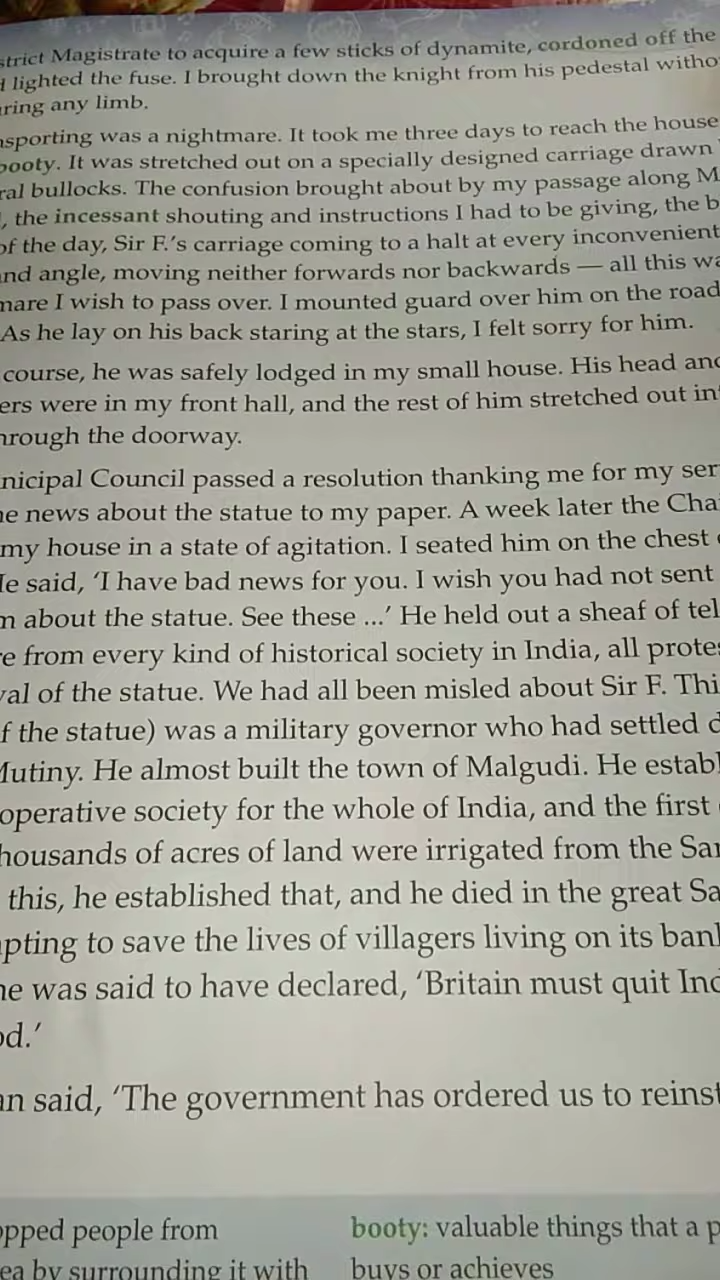 strict Magistrate to acquire a few sticks of dynamite, cordoned off the
lighted the fuse. I brought down the knight from his pedestal witho
ring any limb.
nsporting was a nightmare. It took me three days to reach the house
booty. It was stretched out on a specially designed carriage drawn
ral bullocks. The confusion brought about by my passage along M
, the incessant shouting and instructions I had to be giving, the b
of the day, Sir F.'s carriage coming to a halt at every inconvenient
and angle, moving neither forwards nor backwards — all this wa
mare I wish to pass over. I mounted guard over him on the road
As he lay on his back staring at the stars, I felt sorry for him.
course, he was safely lodged in my small house. His head and
ers were in my front hall, and the rest of him stretched out in
hrough the doorway.
nicipal Council passed a resolution thanking me for my ser
he news about the statue to my paper. A week later the Cha
my house in a state of agitation. I seated him on the chest
He said, 'I have bad news for you. I wish you had not sent
m about the statue. See these ...' He held out a sheaf of tel
re from every kind of historical society in India, all prote
val of the statue. We had all been misled about Sir F. Thi
f the statue) was a military governor who had settled d
Mutiny. He almost built the town of Malgudi. He establ
operative society for the whole of India, and the first
housands of acres of land were irrigated from the Sar
this, he established that, and he died in the great Sa
pting to save the lives of villagers living on its bank
he was said to have declared, 'Britain must quit Ind
od.'
an said, 'The government has ordered us to reinst
opped people from
ea by surrounding it with
booty: valuable things that a p
buys or achieves